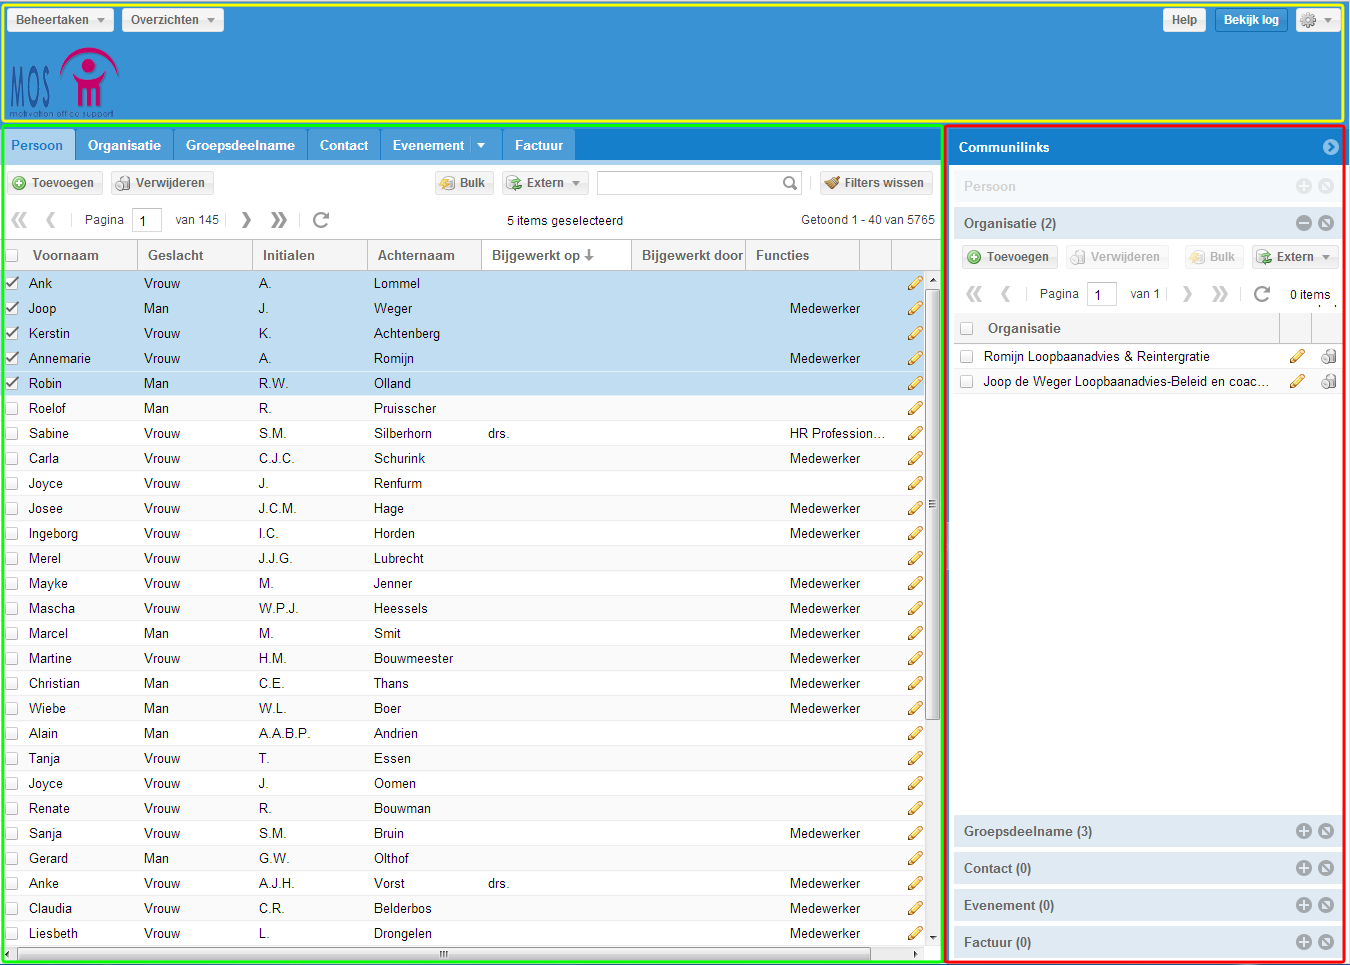 Beheertaken Overzichten Help Bekijk log
MOS
motivation office support
Persoon Organisatie Groepsdeelname Contact Evenement Factuur
Toevoegen Verwijderen Bulk Extern Filters wissen
Pagina 1 van 145 5 items geselecteerd Getoond 1 - 40 van 5765
Voornaam Geslacht Initialen Achternaam Bijgewerkt op Bijgewerkt door Functies
Ank Vrouw A. Lommel
Joop Man J. Weger Medewerker
Kerstin Vrouw K. Achtenberg
Annemarie Vrouw A. Romijn Medewerker
Robin Man R.W. Olland
Roelof Man R. Pruisscher
Sabine Vrouw S.M. Silberhorn drs. HR Profession...
Carla Vrouw C.J.C. Schurink Medewerker
Joyce Vrouw J. Renfurm
Josee Vrouw J.C.M. Hage Medewerker
Ingeborg Vrouw I.C. Horden Medewerker
Merel Vrouw J.J.G. Lubrecht
Mayke Vrouw M. Jenner Medewerker
Mascha Vrouw W.P.J. Heessels Medewerker
Marcel Man M. Smit Medewerker
Martine Vrouw H.M. Bouwmeester Medewerker
Christian Man C.E. Thans Medewerker
Wiebe Man W.L. Boer Medewerker
Alain Man A.A.B.P. Andrien
Tanja Vrouw T. Essen
Joyce Vrouw J. Oomen
Renate Vrouw R. Bouwman
Sanja Vrouw S.M. Bruin Medewerker
Gerard Man G.W. Olthof
Anke Vrouw A.J.H. Vorst drs. Medewerker
Claudia Vrouw C.R. Belderbos Medewerker
Liesbeth Vrouw L. Drongelen Medewerker
Communilinks
Persoon
Organisatie (2)
Toevoegen Verwijderen Bulk Extern
Pagina 1 van 1 0 items
Organisatie
Romijn Loopbaanadvies & Reintergratie
Joop de Weger Loopbaanadvies-Beleid en coac...
Groepsdeelname (3)
Contact (0)
Evenement (0)
Factuur (0)